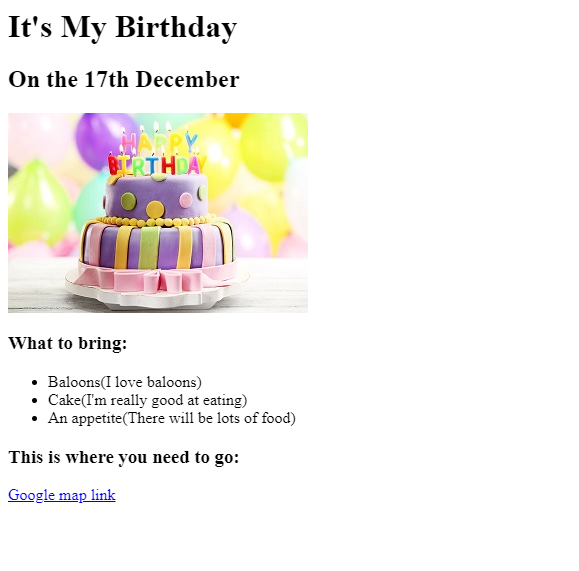 It's My Birthday
On the 17th December
HAPPY
BIRTHDAY
What to bring:
Baloons(I love baloons)
Cake(I'm really good at eating)
An appetite(There will be lots of food)
This is where you need to go:
Google map link